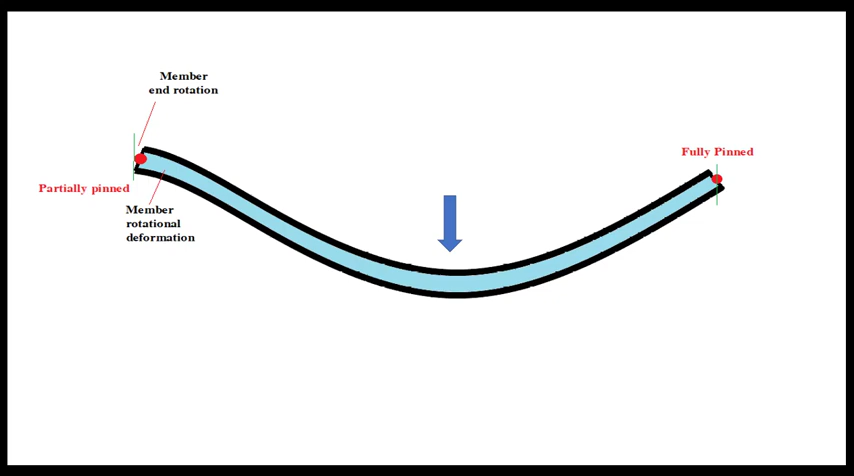 Member
end rotation
Fully Pinned
Partially pinned
Member
rotational
deformation